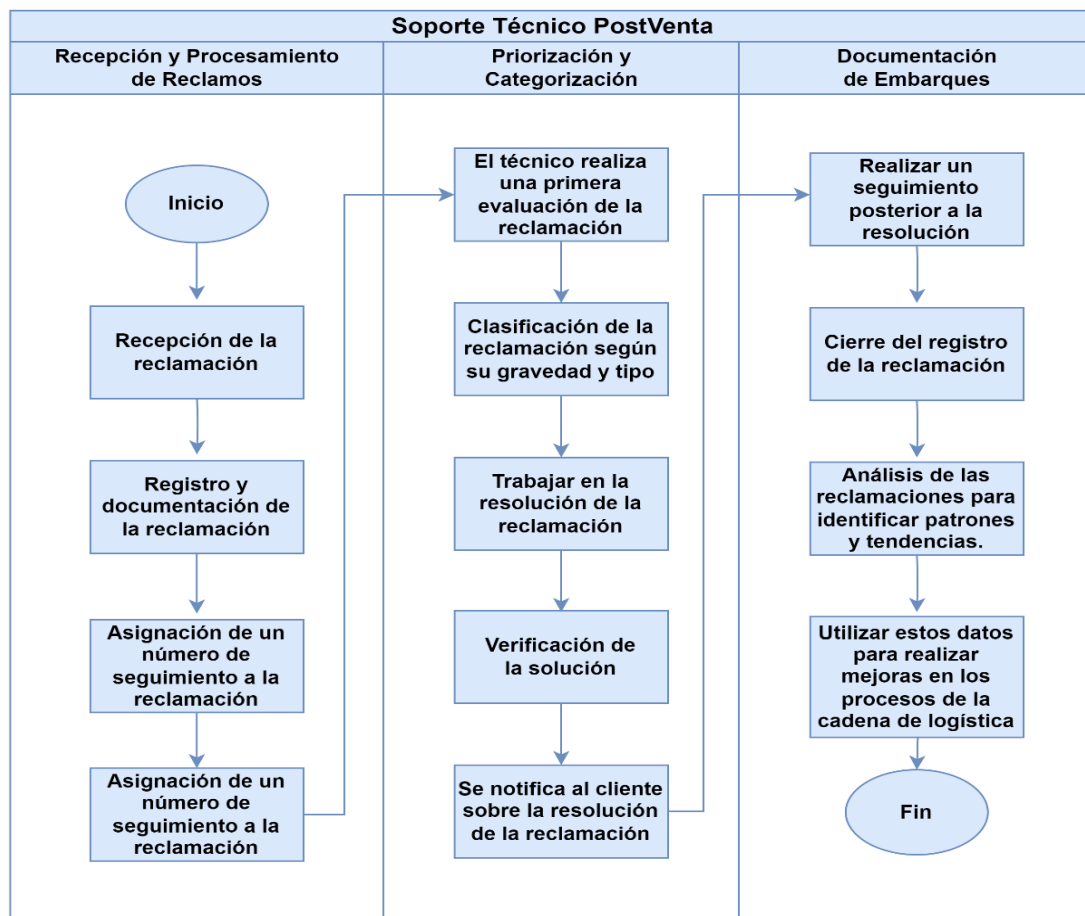 Soporte Técnico PostVenta
Recepción y Procesamiento
de Reclamos
Priorización y
Categorización
Documentación
de Embarques
Inicio
Recepción de la
reclamación
Registro y
documentación de
la reclamación
Asignación de un
número de
seguimiento a la
reclamación
Asignación de un
número de
seguimiento a la
reclamación
El técnico realiza
una primera
evaluación de la
reclamación
Clasificación de la
reclamación según
su gravedad y tipo
Trabajar en la
resolución de la
reclamación
Verificación de
la solución
Se notifica al cliente
sobre la resolución
de la reclamación
Realizar un
seguimiento
posterior a la
resolución
Cierre del registro
de la reclamación
Análisis de las
reclamaciones para
identificar patrones
y tendencias.
Utilizar estos datos
para realizar
mejoras en los
procesos de la
cadena de logística
Fin